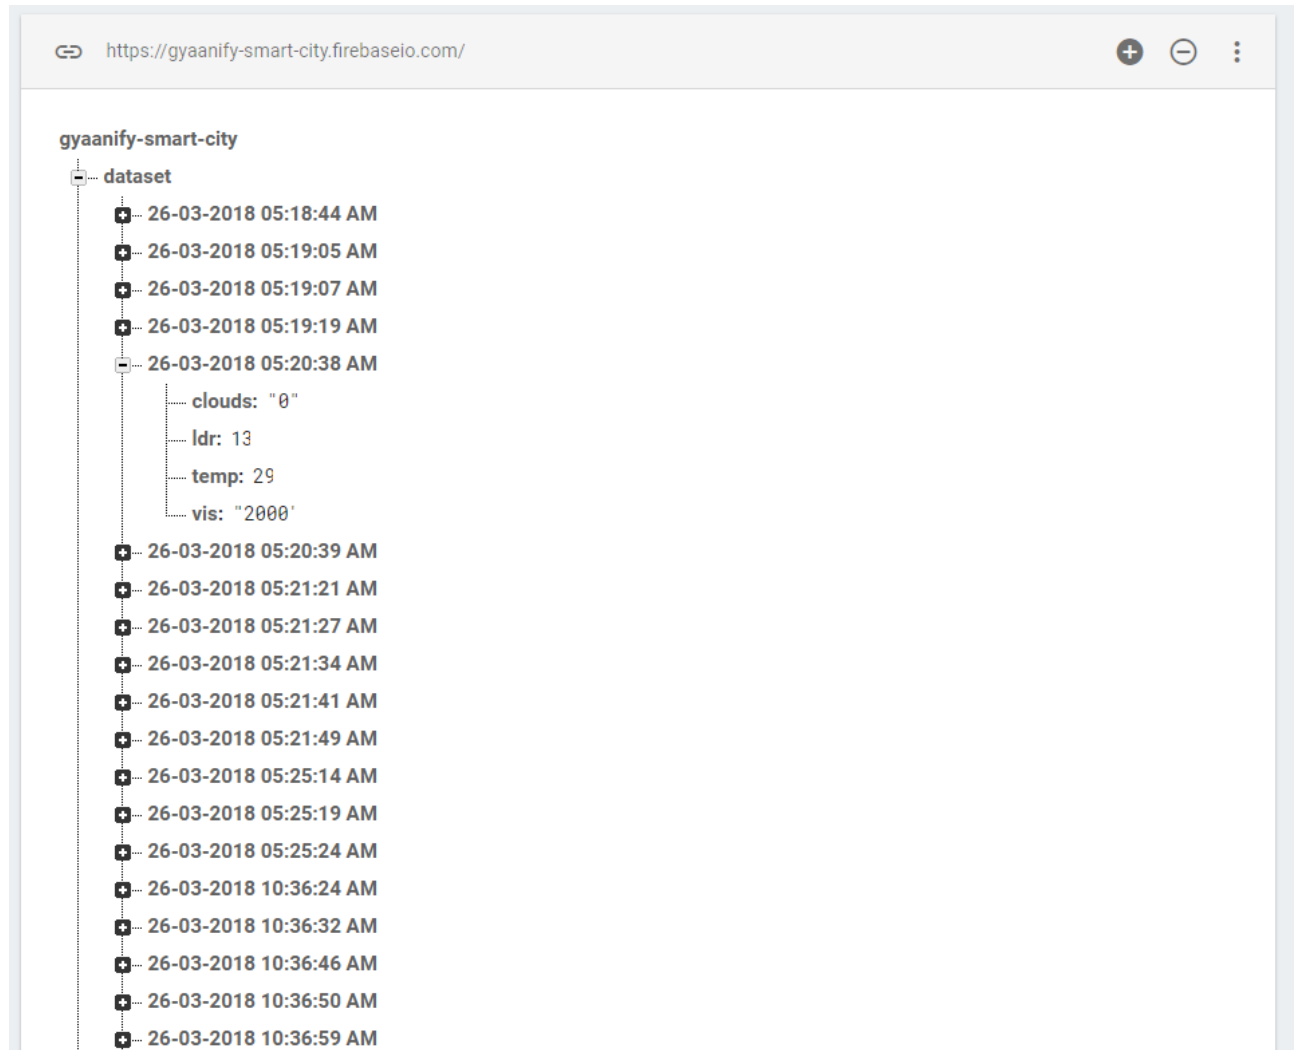 https://gyaanify-smart-city.firebaseio.com/
gyaanify-smart-city
dataset
26-03-2018 05:18:44 AM
26-03-2018 05:19:05 AM
26-03-2018 05:19:07 AM
26-03-2018 05:19:19 AM
26-03-2018 05:20:38 AM
clouds: "0"
ldr: 13
temp: 29
vis: "2000'
26-03-2018 05:20:39 AM
26-03-2018 05:21:21 AM
26-03-2018 05:21:27 AM
26-03-2018 05:21:34 AM
26-03-2018 05:21:41 AM
26-03-2018 05:21:49 AM
26-03-2018 05:25:14 AM
26-03-2018 05:25:19 AM
26-03-2018 05:25:24 AM
26-03-2018 10:36:24 AM
26-03-2018 10:36:32 AM
26-03-2018 10:36:46 AM
26-03-2018 10:36:50 AM
26-03-2018 10:36:59 AM